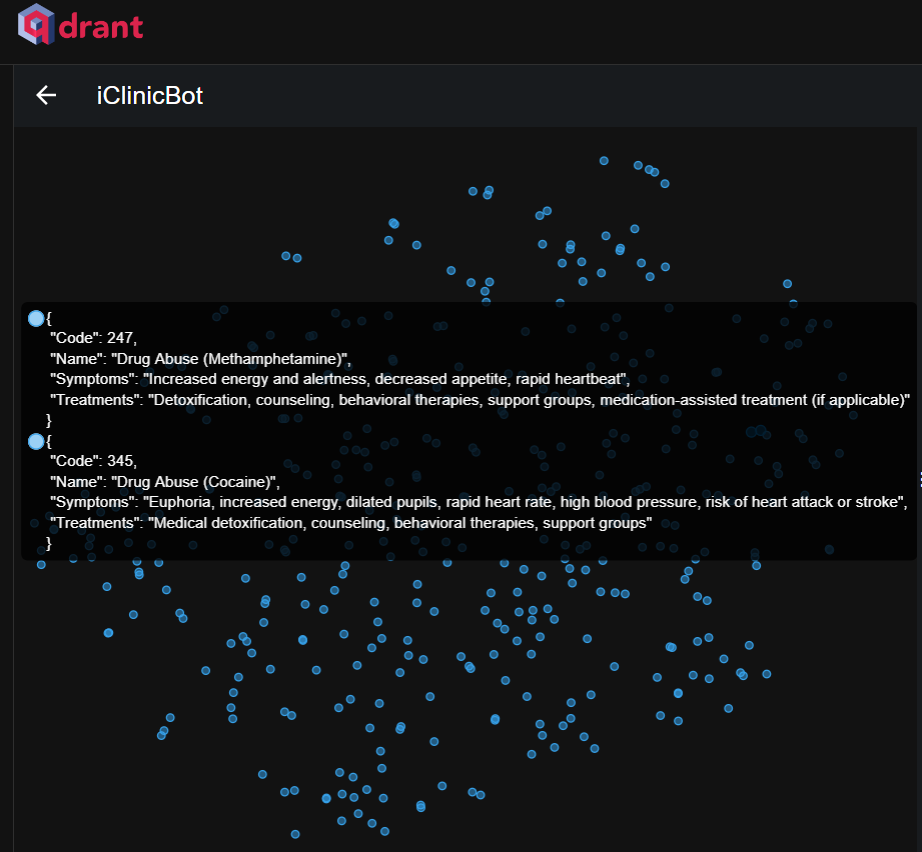 qdrant
iClinicBot
{
"Code": 247,
"Name": "Drug Abuse (Methamphetamine)",
"Symptoms": "Increased energy and alertness, decreased appetite, rapid heartbeat",
"Treatments": "Detoxification, counseling, behavioral therapies, support groups, medication-assisted treatment (if applicable)"
}
{
"Code": 345,
"Name": "Drug Abuse (Cocaine)",
"Symptoms": "Euphoria, increased energy, dilated pupils, rapid heart rate, high blood pressure, risk of heart attack or stroke",
"Treatments": "Medical detoxification, counseling, behavioral therapies, support groups"
}